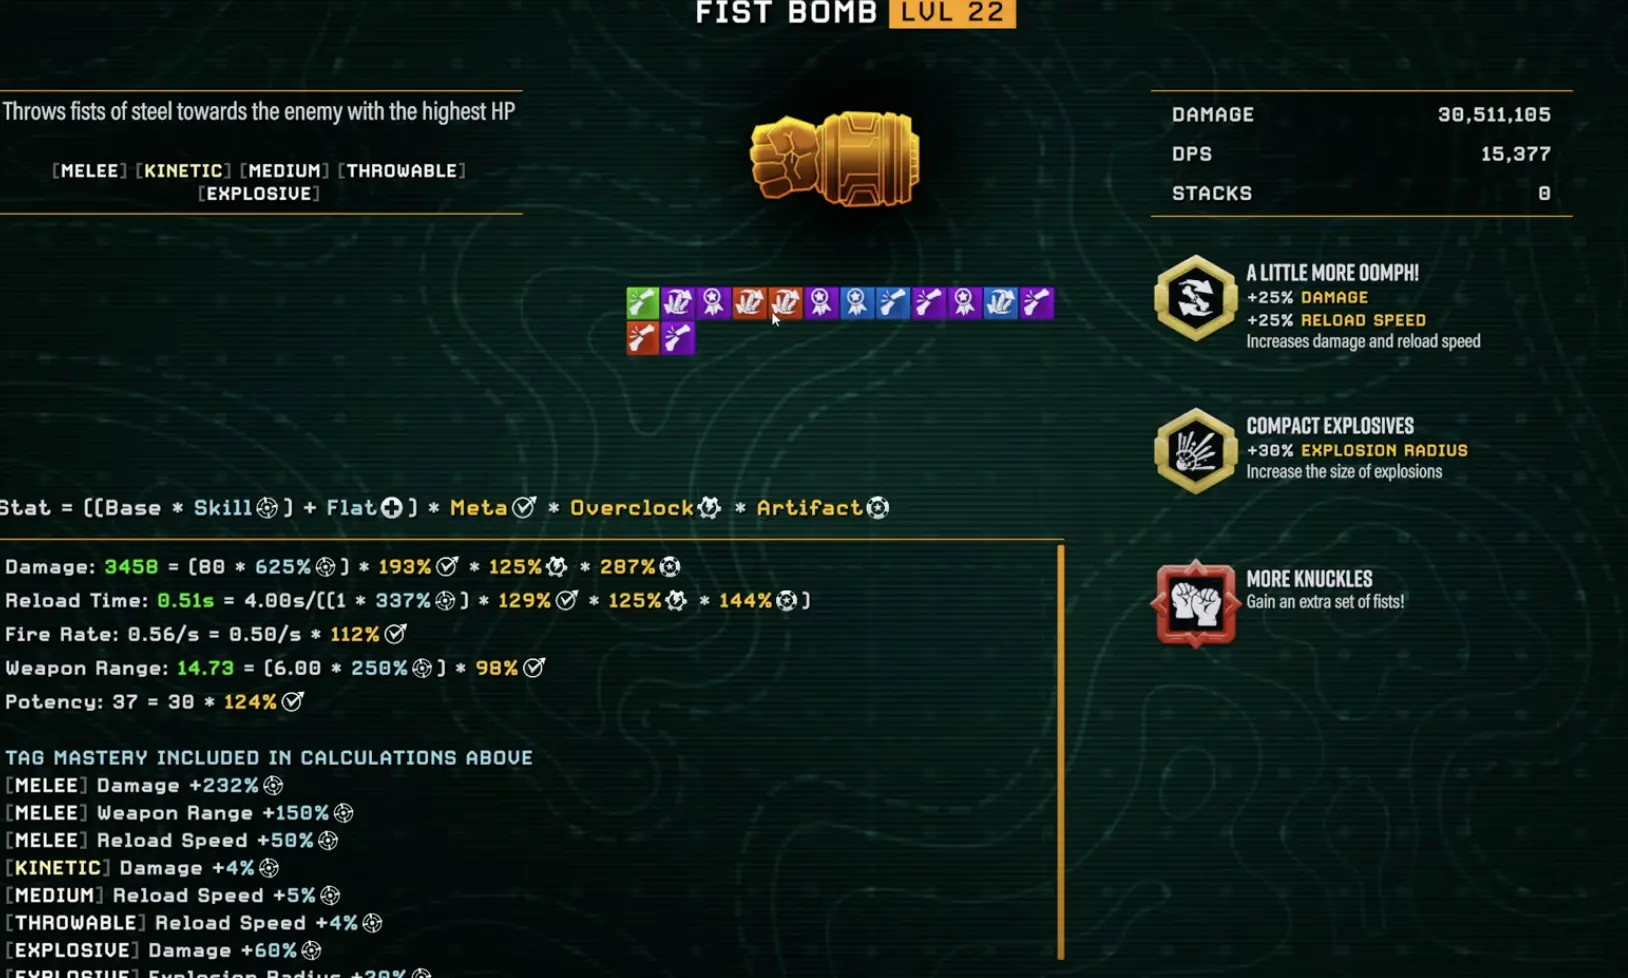 FIST BOMB LVL 22
Throws fists of steel towards the enemy with the highest HP
[MELEE] [KINETIC] [MEDIUM] [THROWABLE]
[EXPLOSIVE]
DAMAGE 30,511,105
DPS 15,377
STACKS 0
A LITTLE MORE OOMPH!
+25% DAMAGE
+25% RELOAD SPEED
Increases damage and reload speed
COMPACT EXPLOSIVES
+30% EXPLOSION RADIUS
Increase the size of explosions
MORE KNUCKLES
Gain an extra set of fists!
Stat = [[Base * Skill] + Flat] * Meta * Overclock * Artifact
Damage: 3458 = [80 * 625%] * 193% * 125% * 287%
Reload Time: 0.51s = 4.00s/[[1 * 337%] * 129% * 125% * 144%]
Fire Rate: 0.56/s = 0.50/s * 112%
Weapon Range: 14.73 = [6.00 * 250%] * 98%
Potency: 37 = 30 * 124%
TAG MASTERY INCLUDED IN CALCULATIONS ABOVE
[MELEE] Damage +232%
[MELEE] Weapon Range +150%
[MELEE] Reload Speed +50%
[KINETIC] Damage +4%
[MEDIUM] Reload Speed +5%
[THROWABLE] Reload Speed +4%
[EXPLOSIVE] Damage +60%
[EXPLOSIVE] Explosion Radius +20%